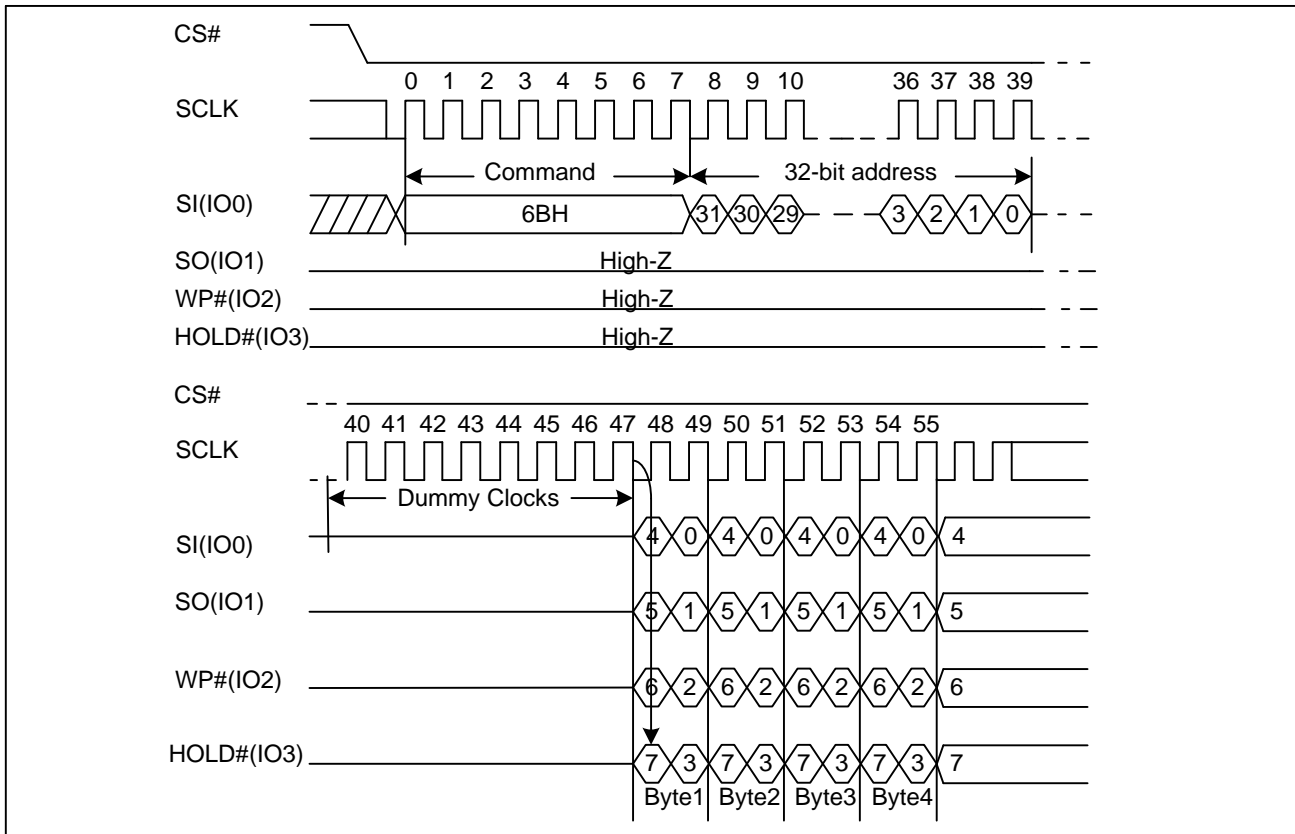 CS#
0 1 2 3 4 5 6 7 8 9 10 36 37 38 39
SCLK
Command 32-bit address
SI(IO0) 6BH 31 30 29 3 2 1 0
SO(IO1) High-Z
WP#(IO2) High-Z
HOLD#(IO3) High-Z
CS#
40 41 42 43 44 45 46 47 48 49 50 51 52 53 54 55
SCLK
Dummy Clocks
SI(IO0) 4 0 4 0 4 0 4 0 4
SO(IO1) 5 1 5 1 5 1 5 1 5
WP#(IO2) 6 2 6 2 6 2 6 2 6
HOLD#(IO3) 7 3 7 3 7 3 7 3 7
Byte1 Byte2 Byte3 Byte4